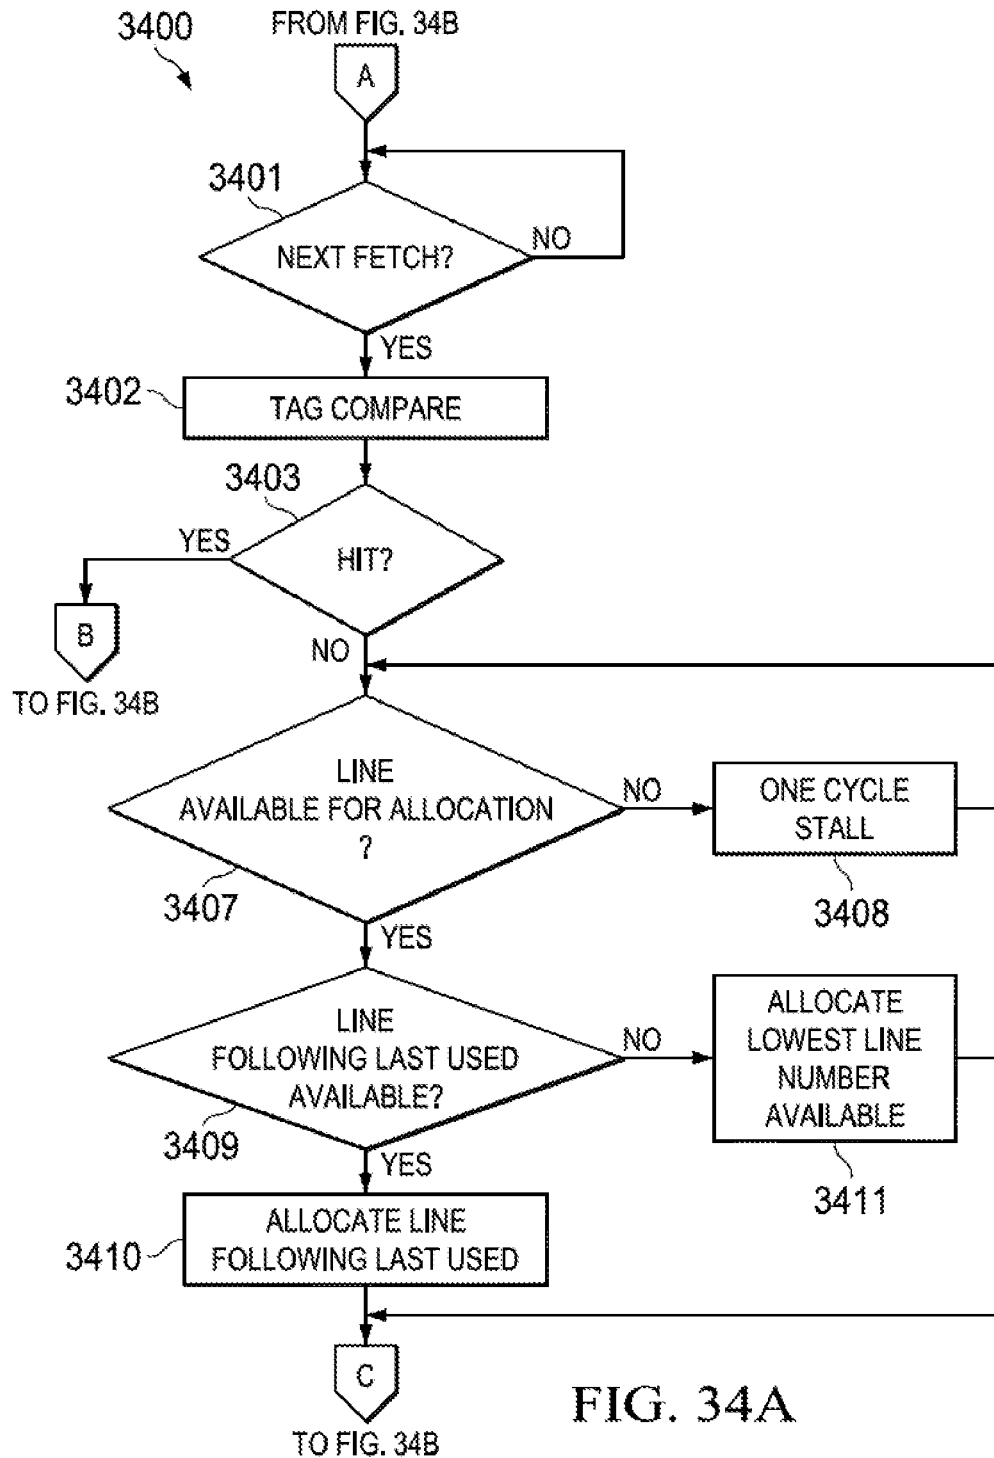 3400
FROM FIG. 34B
A
3401
NEXT FETCH?
NO
YES
3402
TAG COMPARE
3403
YES
HIT?
B
NO
TO FIG. 34B
LINE
AVAILABLE FOR ALLOCATION
?
NO
ONE CYCLE
STALL
3407
3408
YES
LINE
FOLLOWING LAST USED
AVAILABLE?
NO
ALLOCATE
LOWEST LINE
NUMBER
AVAILABLE
3409
YES
3411
3410
ALLOCATE LINE
FOLLOWING LAST USED
C
TO FIG. 34B
FIG. 34A